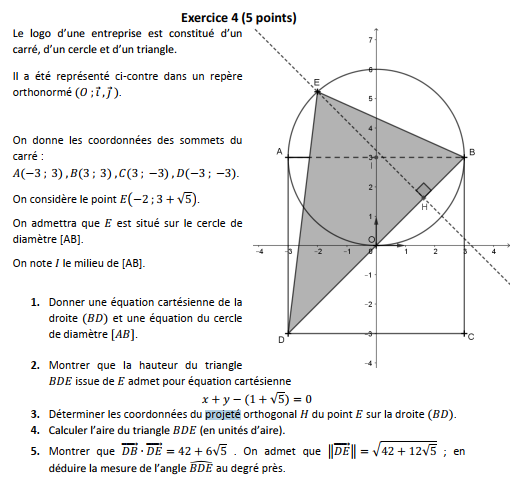 Exercice 4 (5 points)
Le logo d'une entreprise est constitué d'un
carré, d'un cercle et d'un triangle.
Il a été représenté ci-contre dans un repère
orthonormé (O ; i⃗ , j⃗ ).
On donne les coordonnées des sommets du
carré :
A(−3 ; 3) ,B(3 ; 3) ,C(3 ; −3) ,D(−3 ; −3).
On considère le point E(−2 ; 3 + √5).
On admettra que E est situé sur le cercle de
diamètre [AB].
On note I le milieu de [AB].
1. Donner une équation cartésienne de la
droite (BD) et une équation du cercle
de diamètre [AB].
2. Montrer que la hauteur du triangle
BDE issue de E admet pour équation cartésienne
x + y − (1 + √5) = 0
3. Déterminer les coordonnées du projeté orthogonal H du point E sur la droite (BD).
4. Calculer l'aire du triangle BDE (en unités d'aire).
5. Montrer que DB⃗ · DE⃗ = 42 + 6√5 . On admet que ‖DE⃗‖ = √(42 + 12√5) ; en
déduire la mesure de l'angle B̂DE au degré près.
7
6
E
5
4
A
3
B
I
2
H
1
O
-4 -3 -2 -1 1 2 3 4
-1
-2
D
-3
C
-4